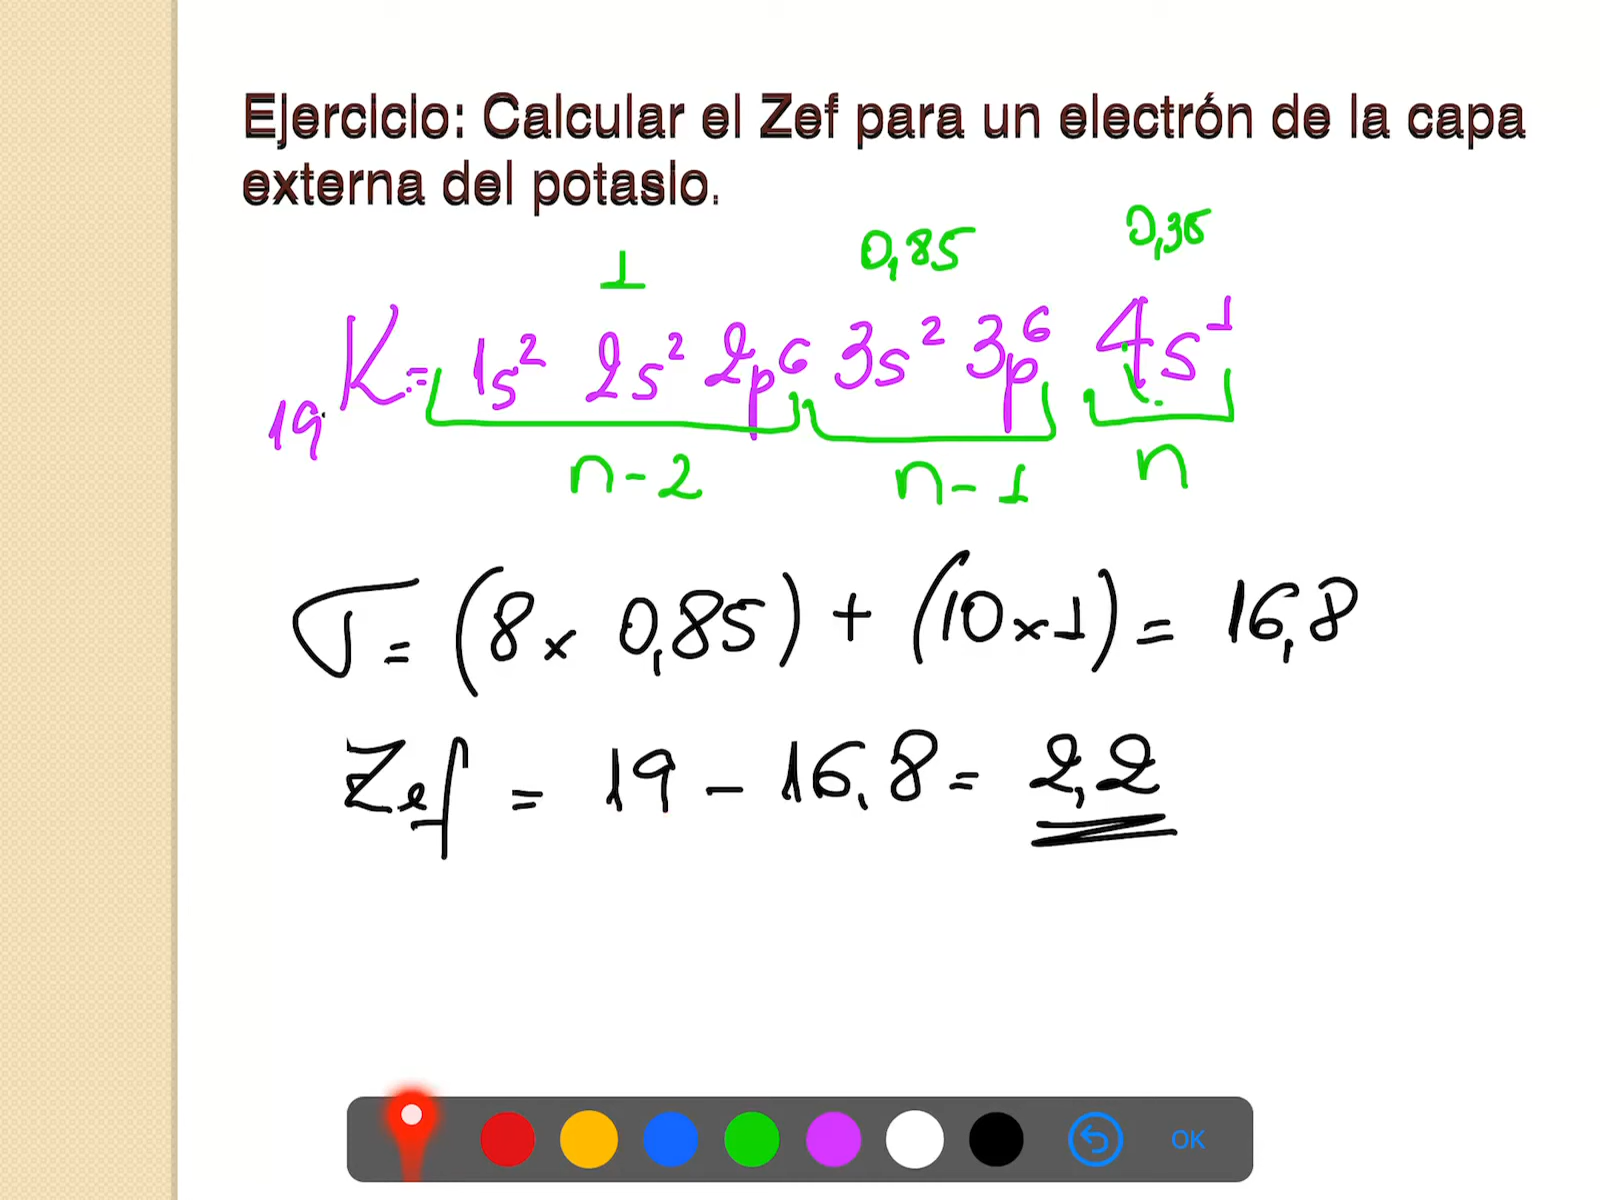 Ejercicio: Calcular el Zef para un electrón de la capa
externa del potasio.
1 0,85 0,35
19 K = 1s² 2s² 2p⁶ 3s² 3p⁶ 4s¹
n-2 n-1 n
σ = (8 x 0,85) + (10 x 1) = 16,8
Zef = 19 - 16,8 = 2,2
OK